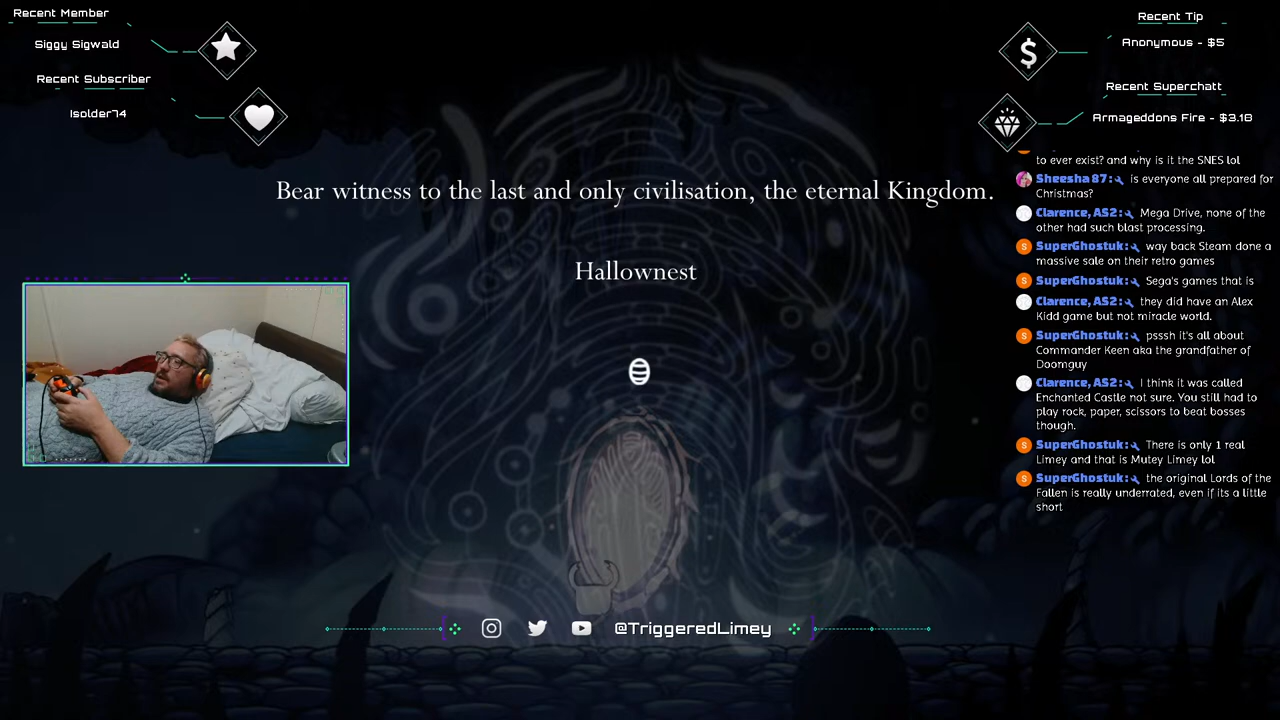 Recent Member
Siggy Sigwald
Recent Subscriber
Isolder74
Recent Tip
Anonymous - $5
Recent Superchatt
Armageddons Fire - $3.18
Bear witness to the last and only civilisation, the eternal Kingdom.
Hallownest
to ever exist? and why is it the SNES lol
Sheesha87: is everyone all prepared for
Christmas?
Clarence, AS2: Mega Drive, none of the
other had such blast processing.
SuperGhostuk: way back Steam done a
massive sale on their retro games
SuperGhostuk: Sega's games that is
Clarence, AS2: they did have an Alex
Kidd game but not miracle world.
SuperGhostuk: psssh it's all about
Commander Keen aka the grandfather of
Doomguy
Clarence, AS2: I think it was called
Enchanted Castle not sure. You still had to
play rock, paper, scissors to beat bosses
though.
SuperGhostuk: There is only 1 real
Limey and that is Mutey Limey lol
SuperGhostuk: the original Lords of the
Fallen is really underrated, even if its a little
short
@TriggeredLimey